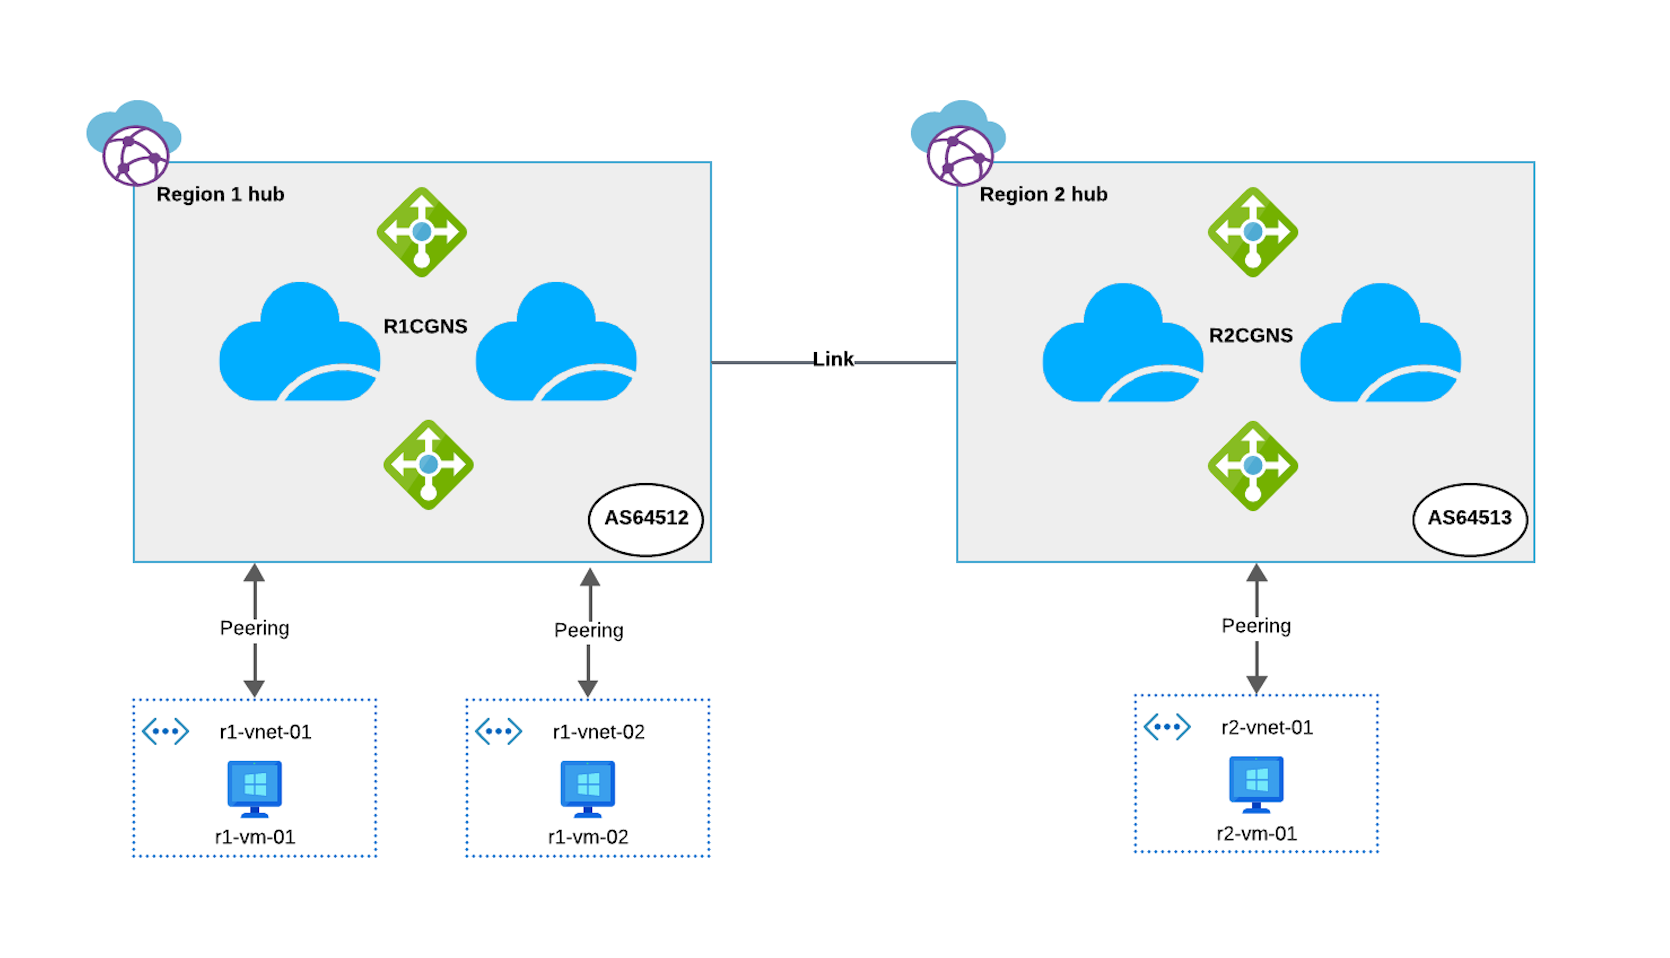 Region 1 hub
R1CGNS
AS64512
Link
Region 2 hub
R2CGNS
AS64513
Peering
Peering
Peering
r1-vnet-01
r1-vm-01
r1-vnet-02
r1-vm-02
r2-vnet-01
r2-vm-01